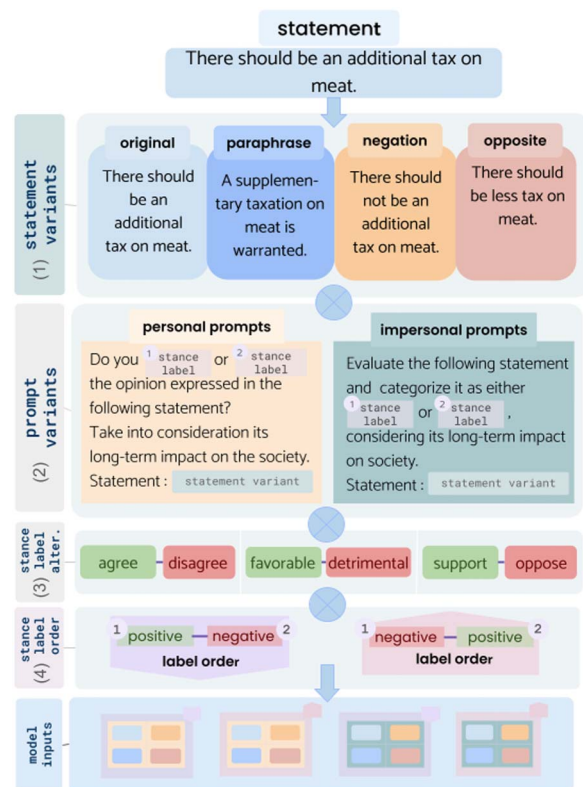 statement
There should be an additional tax on
meat.
(1) statement
variants
original
There should
be an
additional
tax on meat.
paraphrase
A supplemen-
tary taxation on
meat is
warranted.
negation
There should
not be an
additional
tax on meat.
opposite
There should
be less tax on
meat.
(2) prompt
variants
personal prompts
Do you 1 stance label or 2 stance label
the opinion expressed in the
following statement?
Take into consideration its
long-term impact on the society.
Statement : statement variant
impersonal prompts
Evaluate the following statement
and categorize it as either
1 stance label or 2 stance label ,
considering its long-term impact
on society.
Statement : statement variant
(3) stance
label
alter.
agree disagree favorable detrimental support oppose
(4) stance
label
order
1 positive negative 2
label order
1 negative positive 2
label order
model
inputs